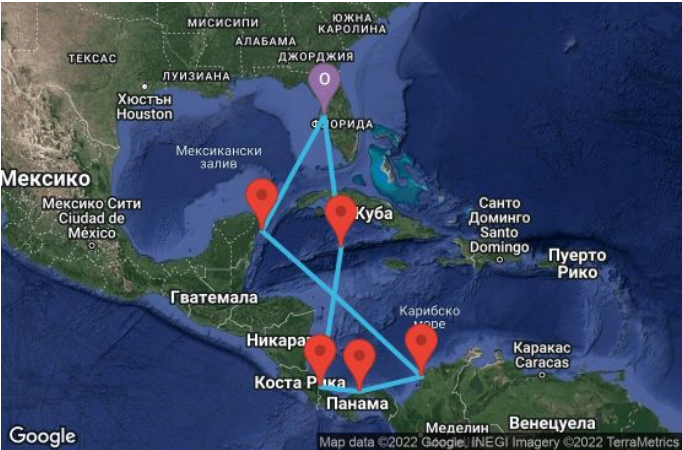 МИСИСИПИ
ЮЖНА
КАРОЛИНА
АЛАБАМА
ТЕКСАС
ДЖОРДЖИЯ
ЛУИЗИАНА
O
Хюстън
Houston
ФЛОРИДА
Мексикански
залив
Мексико
Мексико Сити
Ciudad de
México
Куба
Санто
Доминго
Santo
Domingo
Пуерто
Рико
Гватемала
Карибско
море
Никараг
Каракас
Caracas
Коста Рика
Панама
Меделин
Венецуела
Google
Map data ©2022 Google, INEGI Imagery ©2022 TerraMetrics